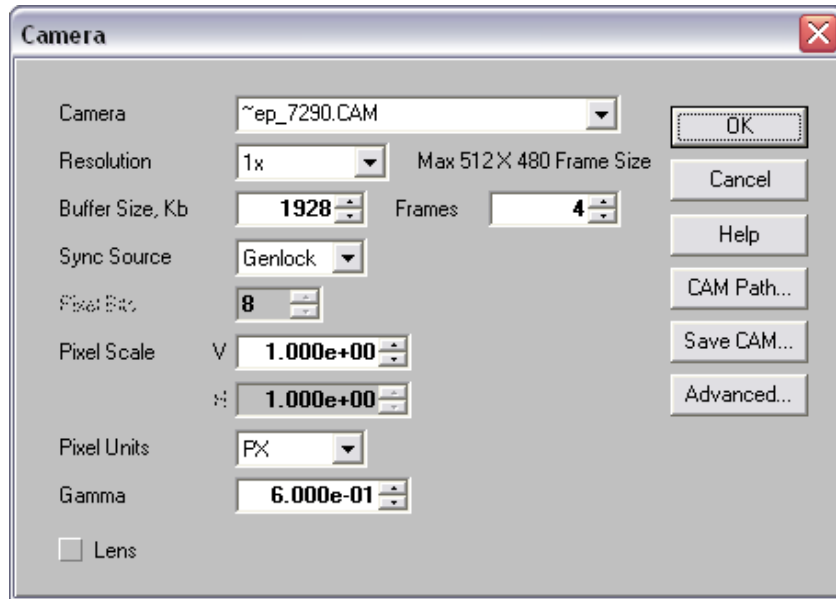 Camera
Camera ~ep_7290.CAM
OK
Resolution 1x Max 512 X 480 Frame Size
Cancel
Buffer Size, Kb 1928 Frames 4
Help
Sync Source Genlock
CAM Path...
Pixel Bits 8
Pixel Scale V 1.000e+00
Save CAM...
H 1.000e+00
Advanced...
Pixel Units PX
Gamma 6.000e-01
Lens